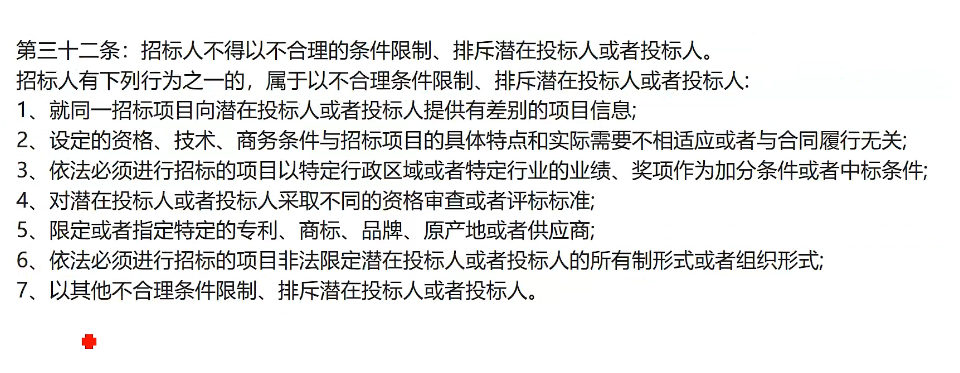 第三十二条：招标人不得以不合理的条件限制、排斥潜在投标人或者投标人。
招标人有下列行为之一的，属于以不合理条件限制、排斥潜在投标人或者投标人:
1、就同一招标项目向潜在投标人或者投标人提供有差别的项目信息;
2、设定的资格、技术、商务条件与招标项目的具体特点和实际需要不相适应或者与合同履行无关;
3、依法必须进行招标的项目以特定行政区域或者特定行业的业绩、奖项作为加分条件或者中标条件;
4、对潜在投标人或者投标人采取不同的资格审查或者评标标准;
5、限定或者指定特定的专利、商标、品牌、原产地或者供应商;
6、依法必须进行招标的项目非法限定潜在投标人或者投标人的所有制形式或者组织形式;
7、以其他不合理条件限制、排斥潜在投标人或者投标人。